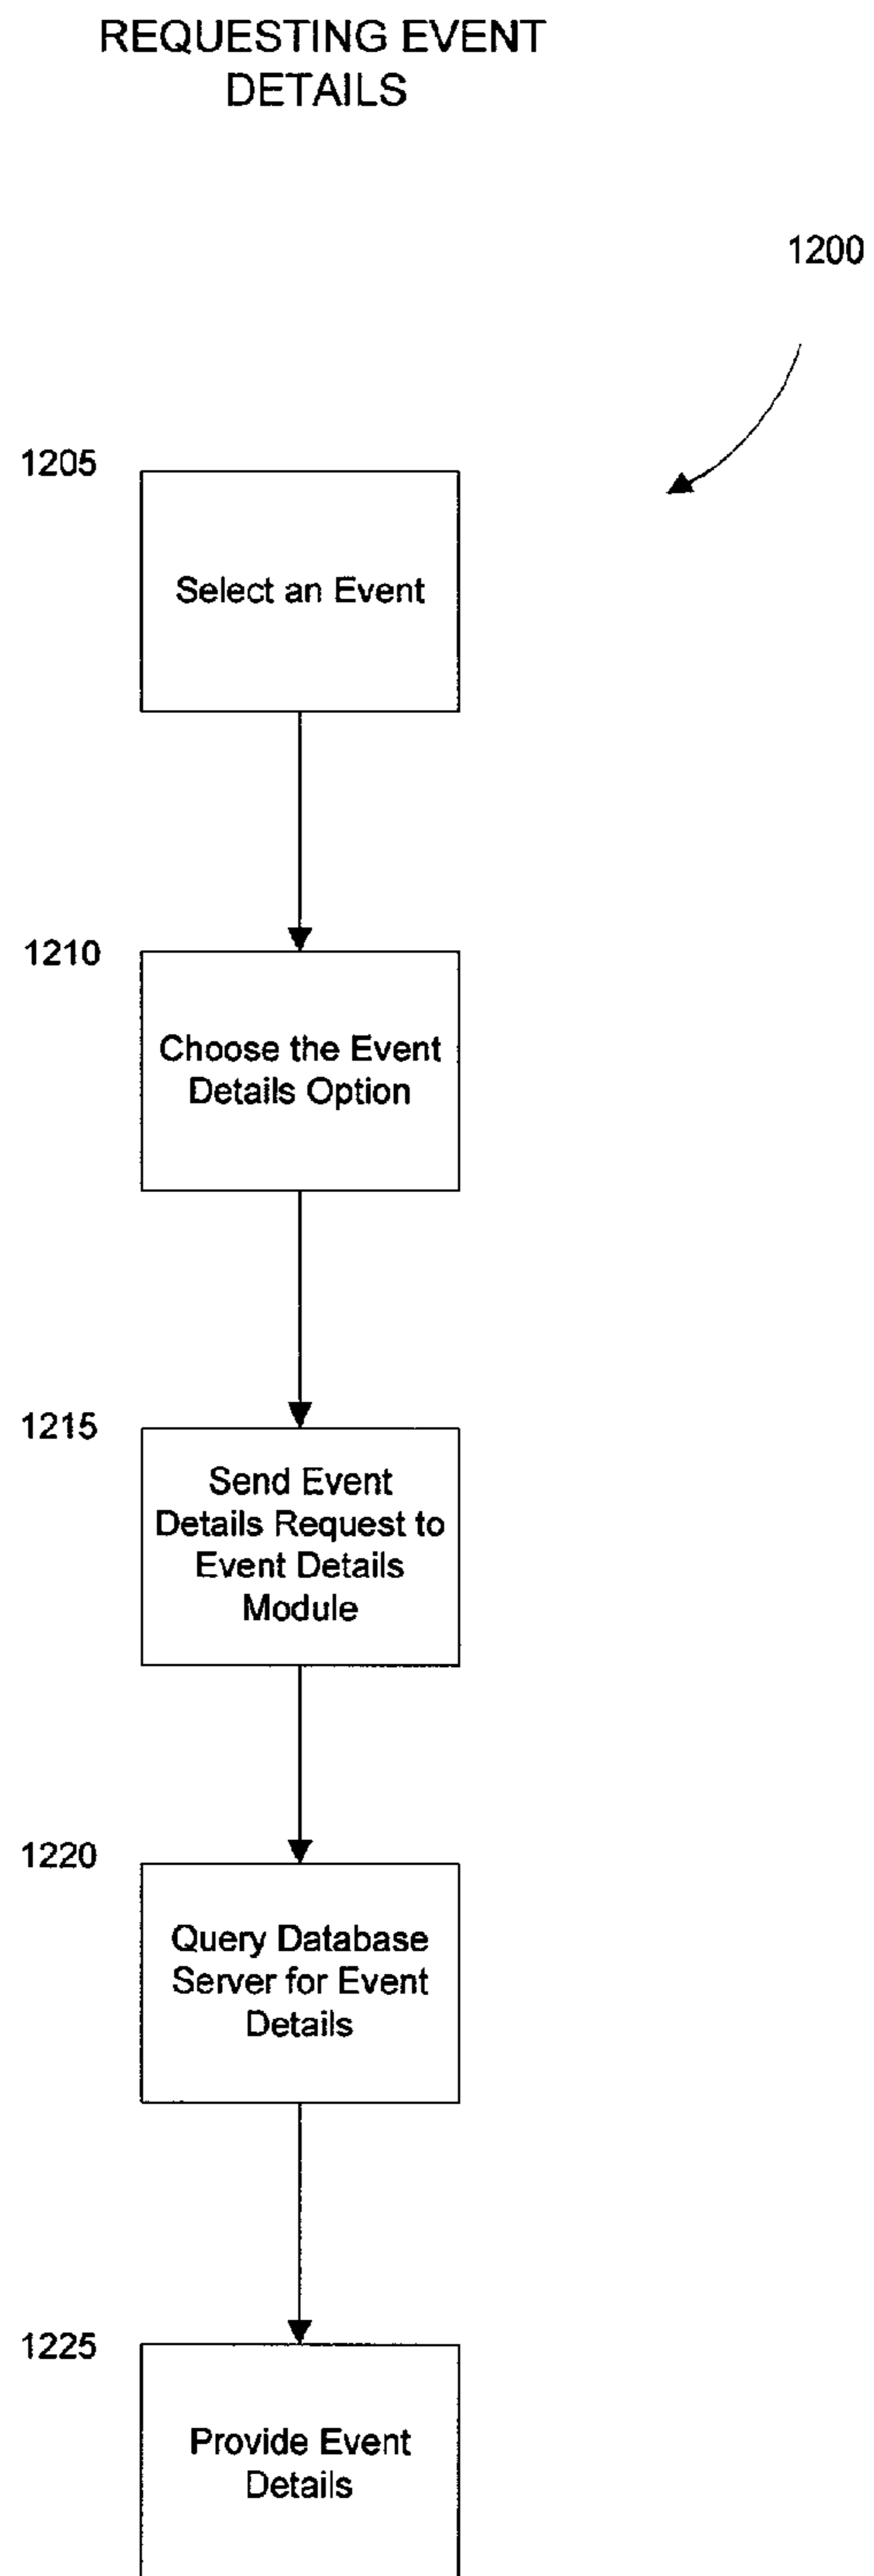 REQUESTING EVENT
DETAILS
1200
1205
Select an Event
1210
Choose the Event
Details Option
1215
Send Event
Details Request to
Event Details
Module
1220
Query Database
Server for Event
Details
1225
Provide Event
Details